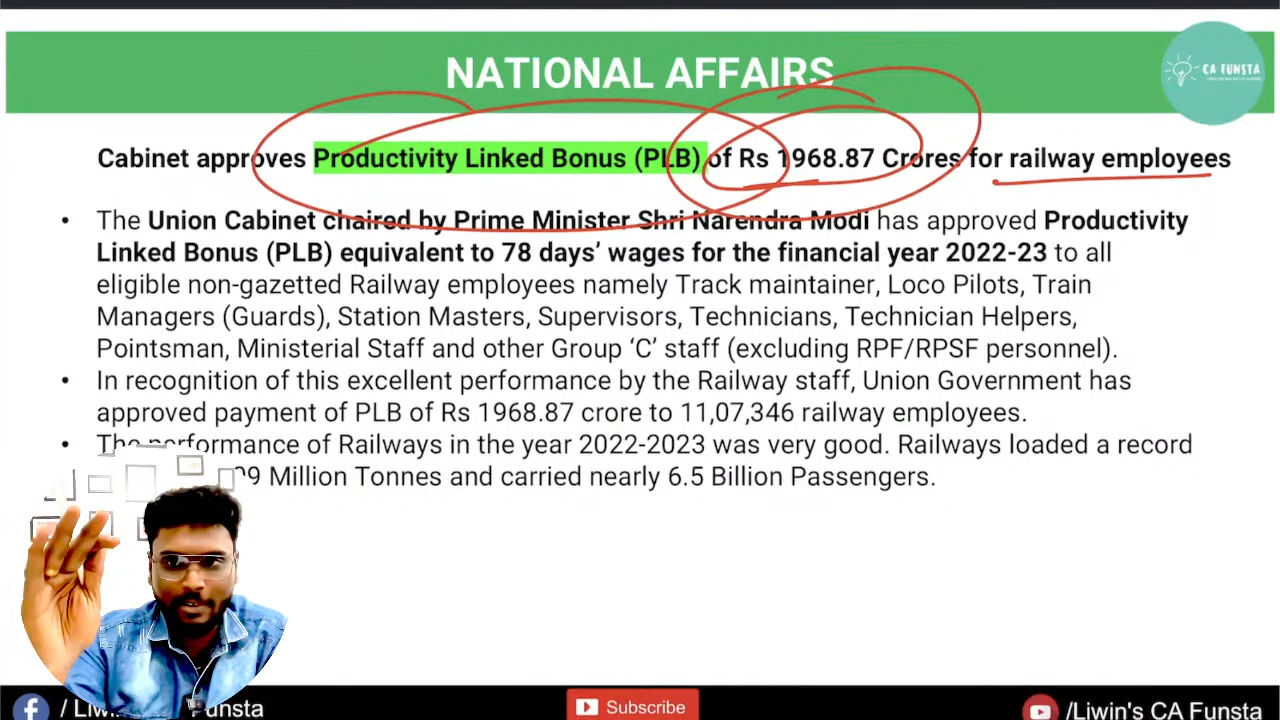 NATIONAL AFFAIRS
CA FUNSTA
Cabinet approves Productivity Linked Bonus (PLB) of Rs 1968.87 Crores for railway employees
• The Union Cabinet chaired by Prime Minister Shri Narendra Modi has approved Productivity
Linked Bonus (PLB) equivalent to 78 days’ wages for the financial year 2022-23 to all
eligible non-gazetted Railway employees namely Track maintainer, Loco Pilots, Train
Managers (Guards), Station Masters, Supervisors, Technicians, Technician Helpers,
Pointsman, Ministerial Staff and other Group ‘C’ staff (excluding RPF/RPSF personnel).
• In recognition of this excellent performance by the Railway staff, Union Government has
approved payment of PLB of Rs 1968.87 crore to 11,07,346 railway employees.
• The performance of Railways in the year 2022-2023 was very good. Railways loaded a record
9 Million Tonnes and carried nearly 6.5 Billion Passengers.
f / Funsta
Subscribe
/Liwin's CA Funsta